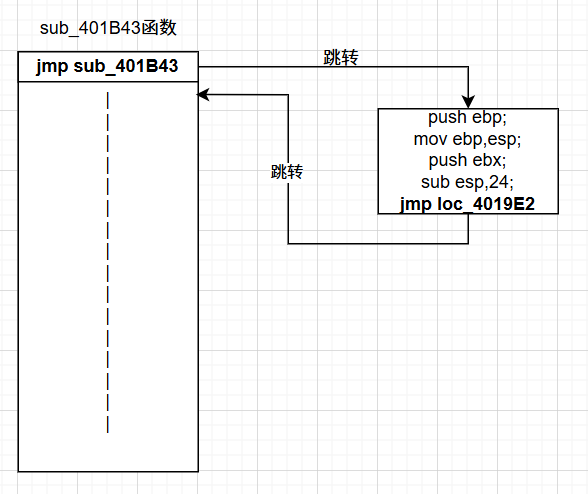 sub_401B43函数
jmp sub_401B43
跳转
push ebp;
mov ebp,esp;
push ebx;
sub esp,24;
jmp loc_4019E2
跳转